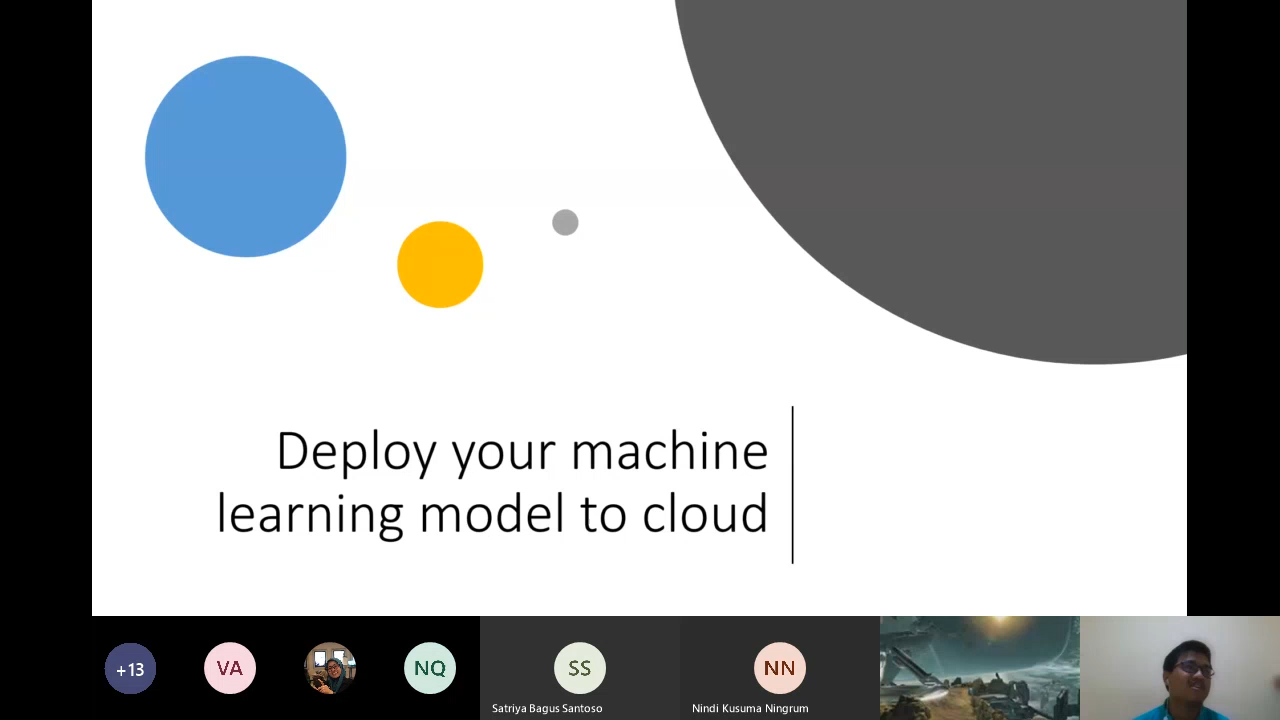 Deploy your machine
learning model to cloud
+13
VA
NQ
SS
NN
Satriya Bagus Santoso
Nindi Kusuma Ningrum